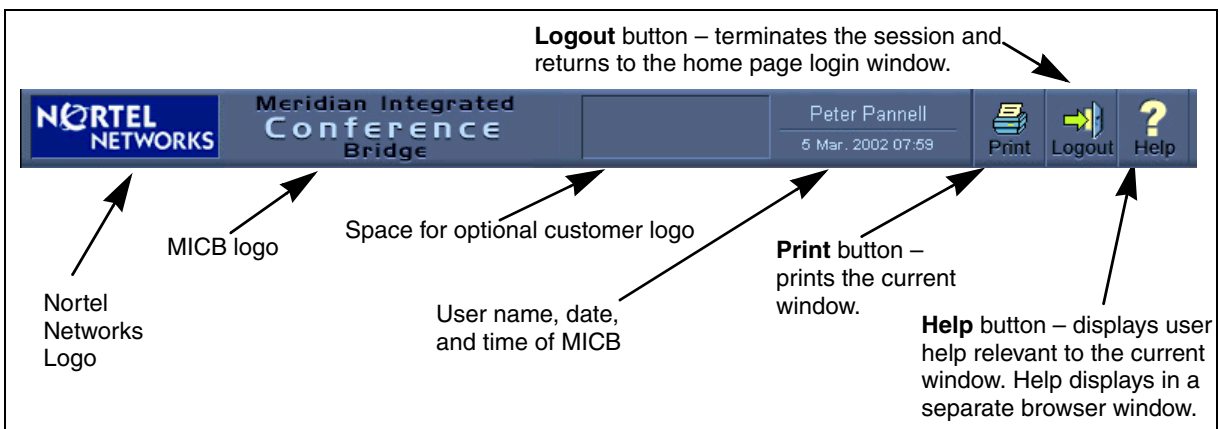 Logout button – terminates the session and
returns to the home page login window.
NORTEL
NETWORKS
Meridian Integrated
Conference
Bridge
Peter Pannell
5 Mar. 2002 07:59
Print
Logout
Help
Nortel
Networks
Logo
MICB logo
Space for optional customer logo
User name, date,
and time of MICB
Print button –
prints the current
window.
Help button – displays user
help relevant to the current
window. Help displays in a
separate browser window.